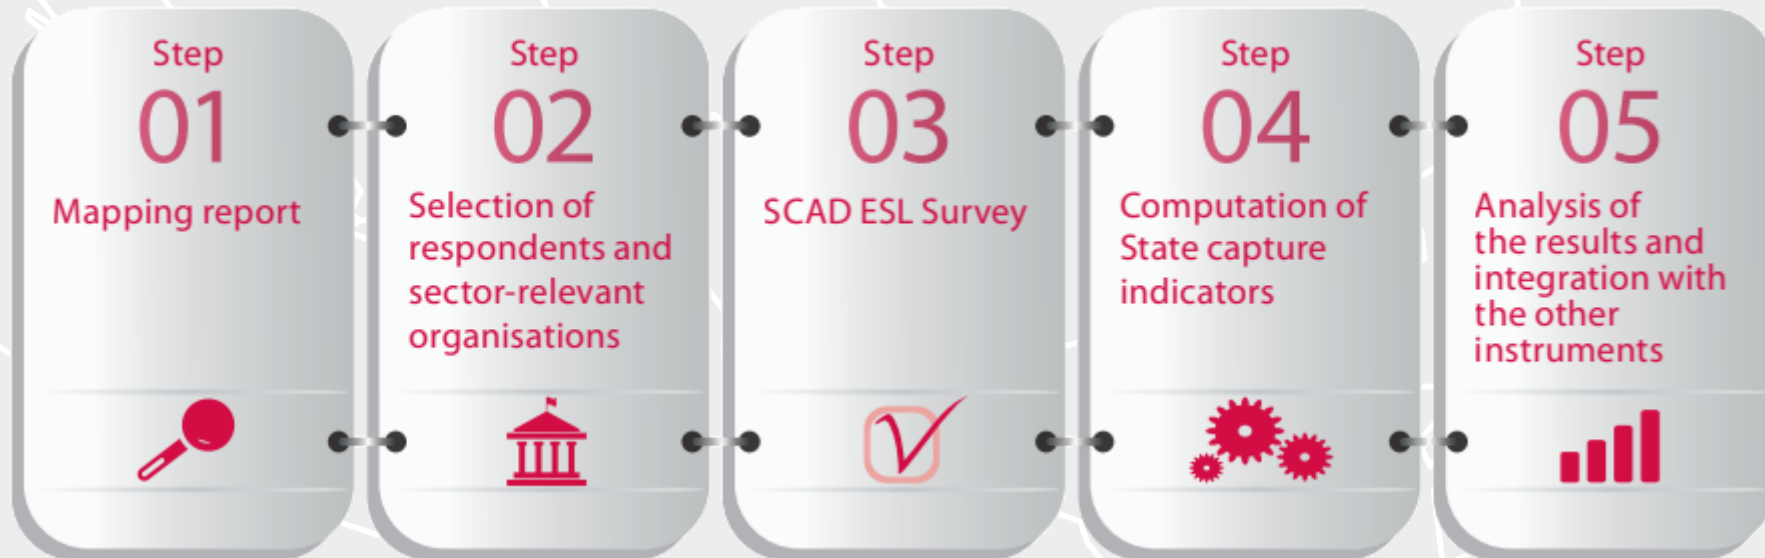 Step
01
Mapping report
Step
02
Selection of
respondents and
sector-relevant
organisations
Step
03
SCAD ESL Survey
Step
04
Computation of
State capture
indicators
Step
05
Analysis of
the results and
integration with
the other
instruments